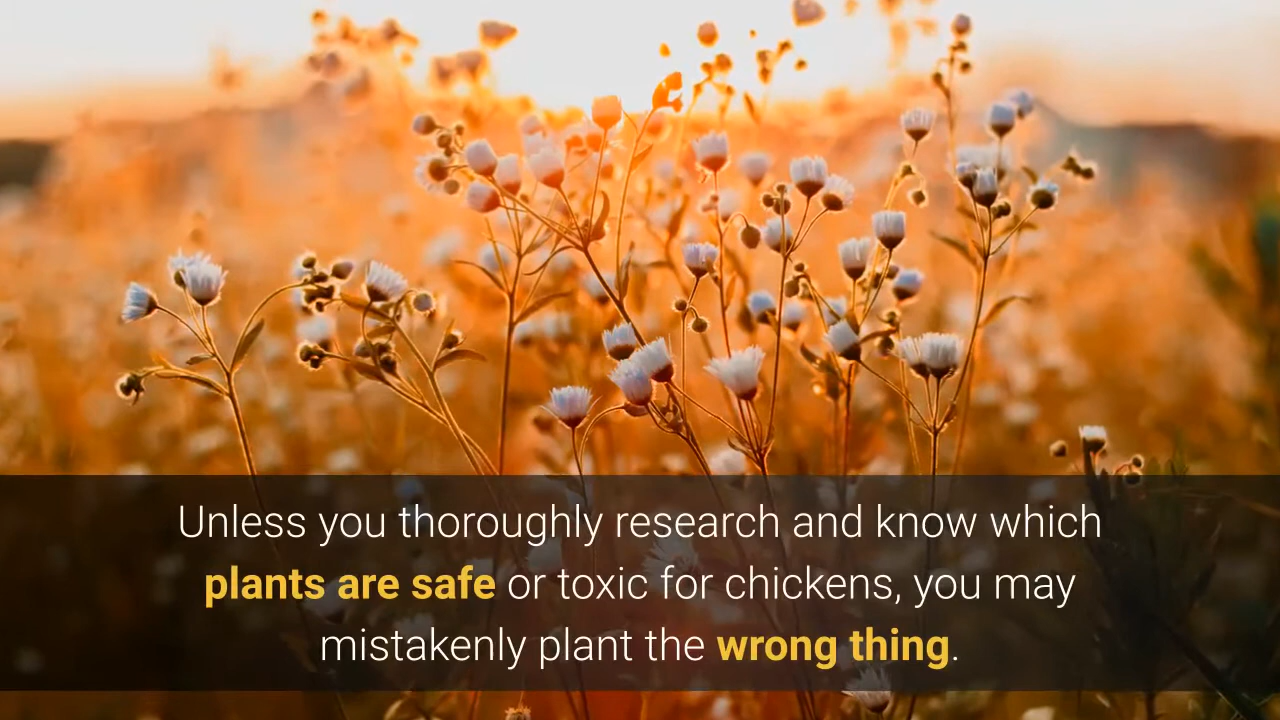 Unless you thoroughly research and know which
plants are safe or toxic for chickens, you may
mistakenly plant the wrong thing.